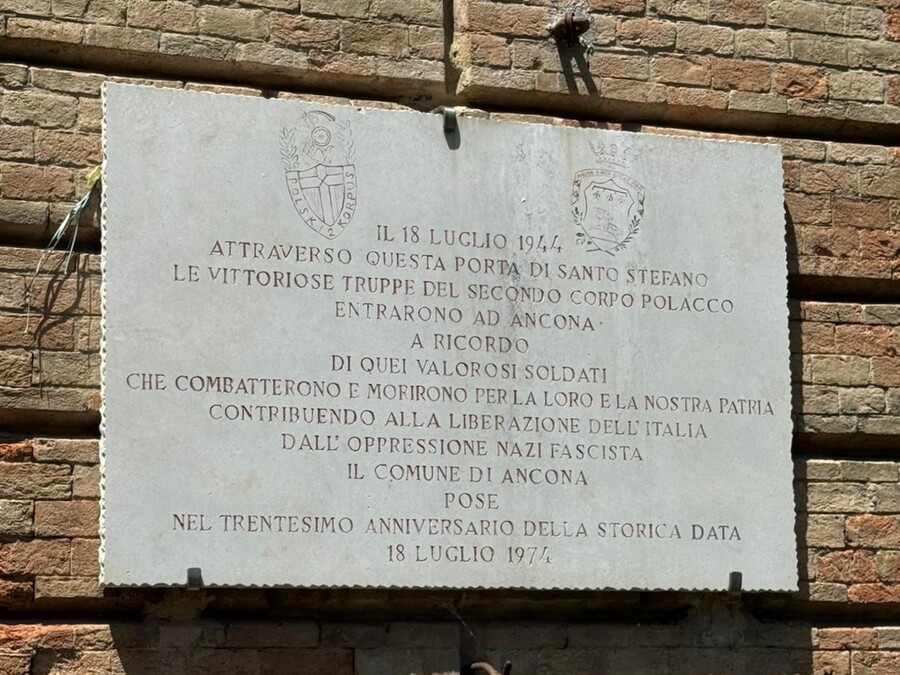 POLSKI 2 KORPUS
IL 18 LUGLIO 1944
ATTRAVERSO QUESTA PORTA DI SANTO STEFANO
LE VITTORIOSE TRUPPE DEL SECONDO CORPO POLACCO
ENTRARONO AD ANCONA
A RICORDO
DI QUEI VALOROSI SOLDATI
CHE COMBATTERONO E MORIRONO PER LA LORO E LA NOSTRA PATRIA
CONTRIBUENDO ALLA LIBERAZIONE DELL'ITALIA
DALL'OPPRESSIONE NAZI FASCISTA
IL COMUNE DI ANCONA
POSE
NEL TRENTESIMO ANNIVERSARIO DELLA STORICA DATA
18 LUGLIO 1974